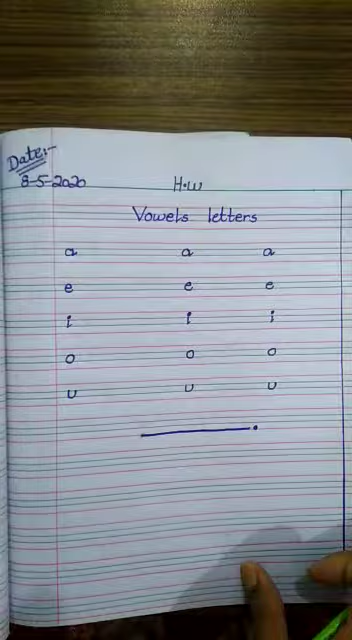 Date:-
8-5-2020
H.W
Vowels letters
a a a
e e e
i i i
o o o
u u u